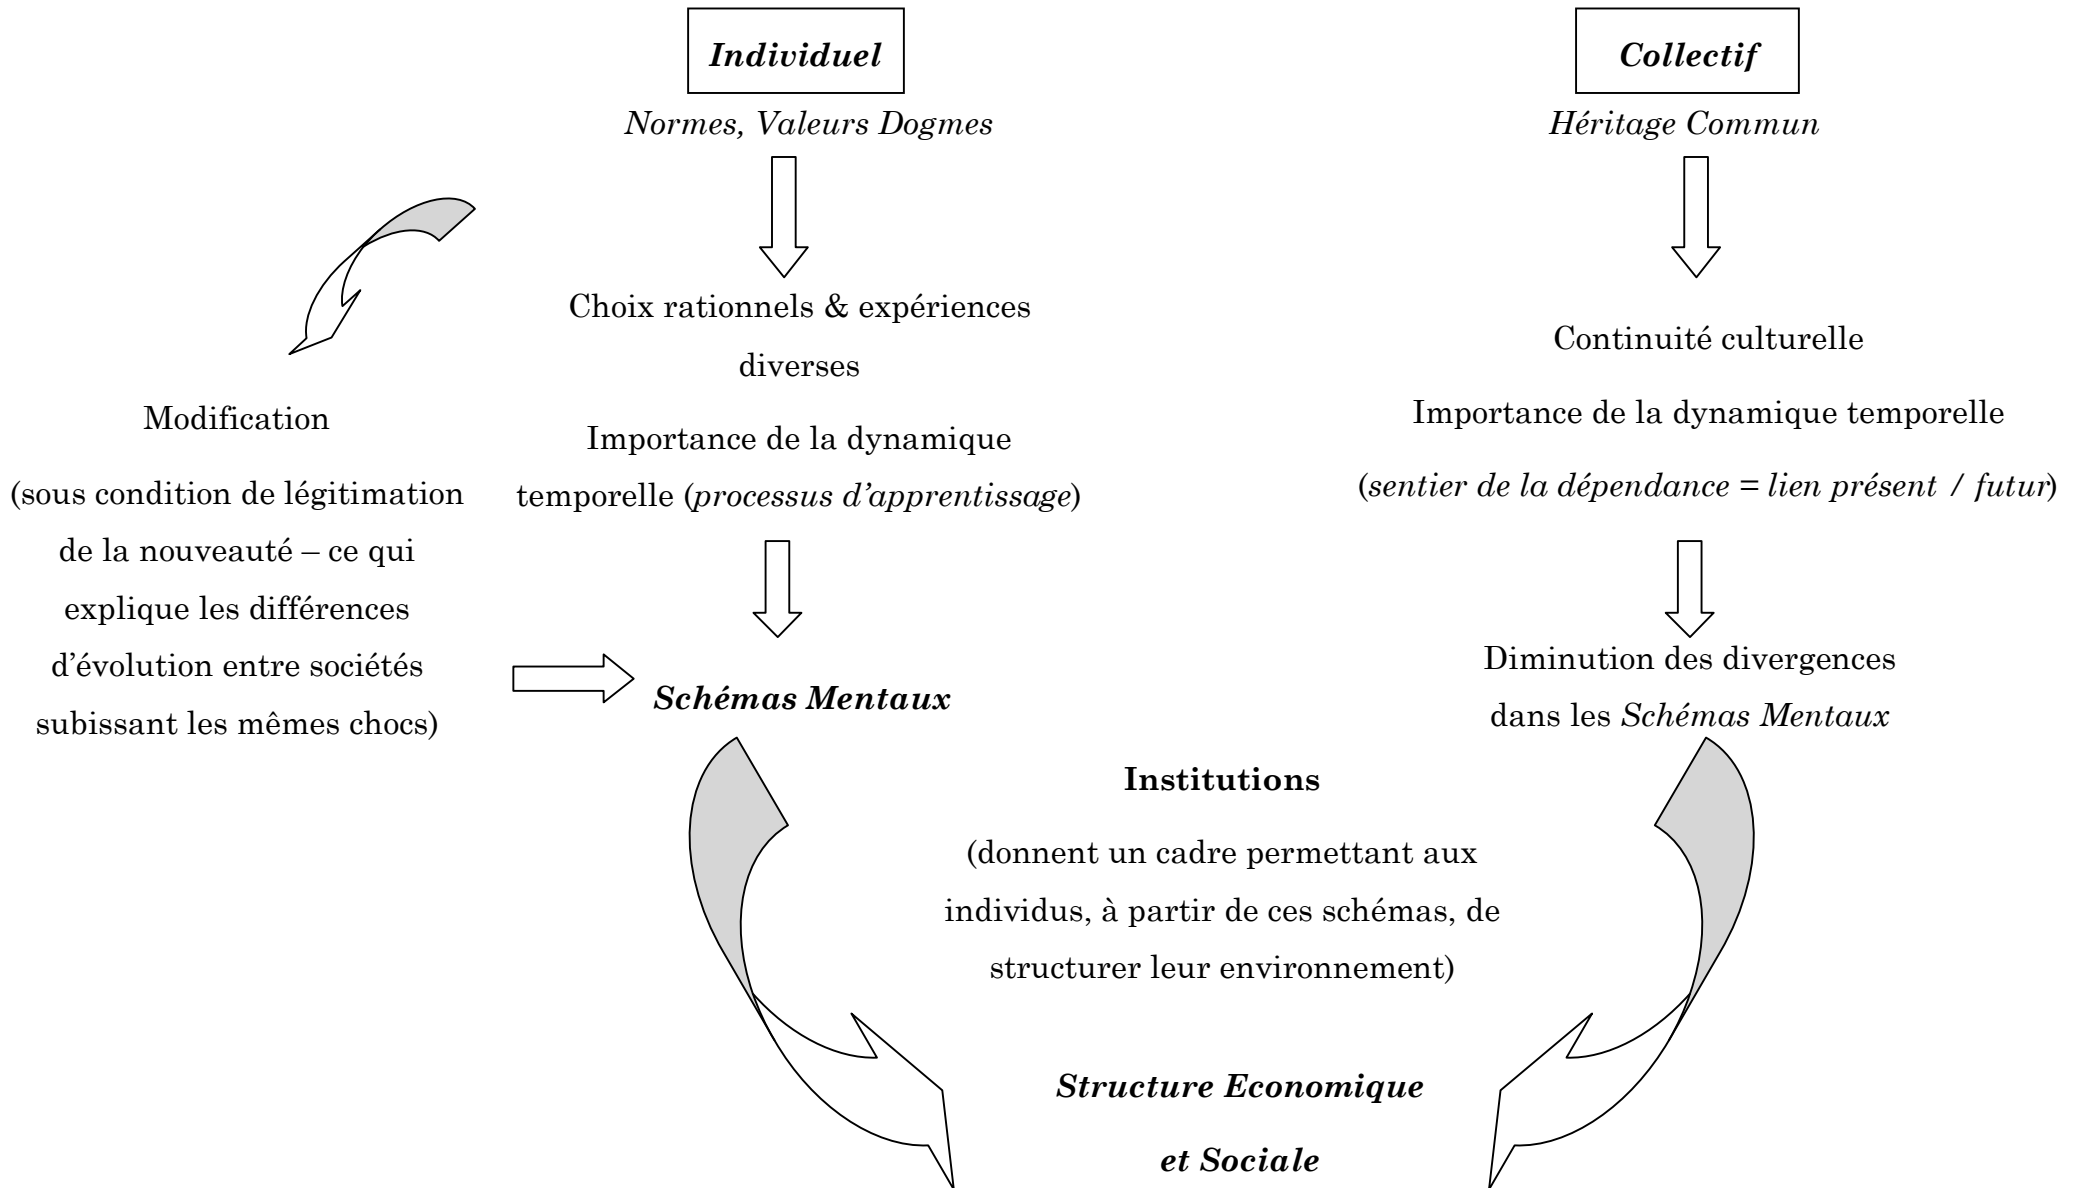 Individuel
Normes, Valeurs Dogmes
Choix rationnels & expériences
diverses
Importance de la dynamique
temporelle (processus d’apprentissage)
Modification
(sous condition de légitimation
de la nouveauté – ce qui
explique les différences
d’évolution entre sociétés
subissant les mêmes chocs)
Schémas Mentaux
Collectif
Héritage Commun
Continuité culturelle
Importance de la dynamique temporelle
(sentier de la dépendance = lien présent / futur)
Diminution des divergences
dans les Schémas Mentaux
Institutions
(donnent un cadre permettant aux
individus, à partir de ces schémas, de
structurer leur environnement)
Structure Economique
et Sociale